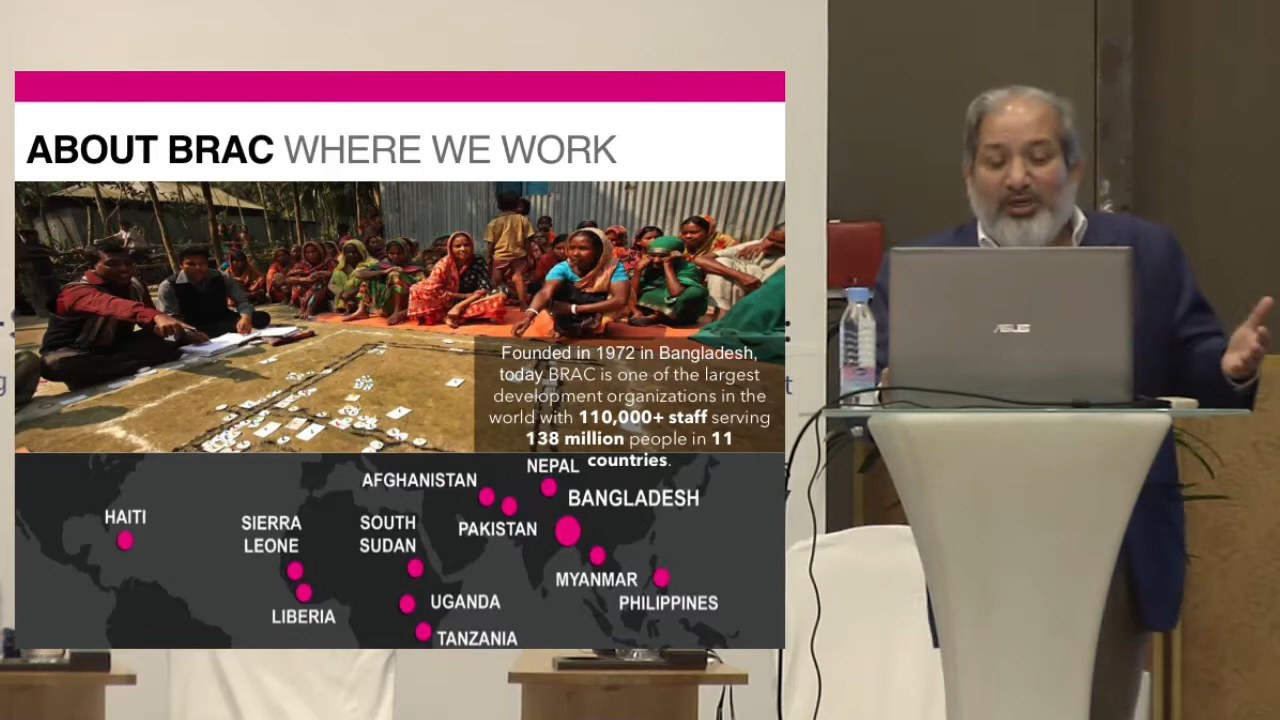 ABOUT BRAC WHERE WE WORK
Founded in 1972 in Bangladesh,
today BRAC is one of the largest
development organizations in the
world with 110,000+ staff serving
138 million people in 11
countries.
NEPAL
AFGHANISTAN
BANGLADESH
HAITI
SIERRA
LEONE
SOUTH
SUDAN
PAKISTAN
MYANMAR
PHILIPPINES
LIBERIA
UGANDA
TANZANIA
ASUS